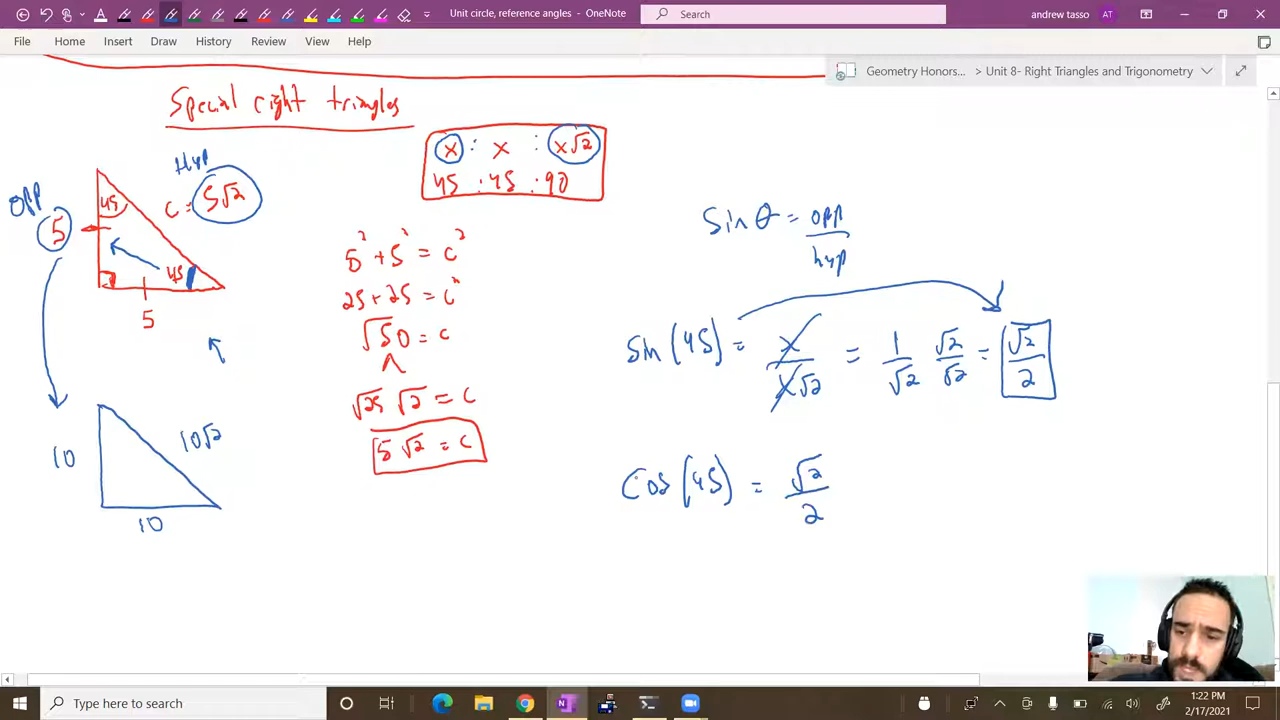 Unit circle, reference angles - OneNote
Search
andrew tasso
AT
File Home Insert Draw History Review View Help
Geometry Honors... > Unit 8- Right Triangles and Trigonometry
Special right triangles
x : x : x√2
45 : 45 : 90
Hyp
opp
5
45
c = 5√2
45
5
5² + 5² = c²
25 + 25 = c²
√50 = c
√25 √2 = c
5√2 = c
10
10√2
10
Sin θ = opp/hyp
Sin(45) = x/x√2 = 1/√2 √2/√2 = √2/2
Cos(45) = √2/2
Type here to search
1:22 PM
2/17/2021